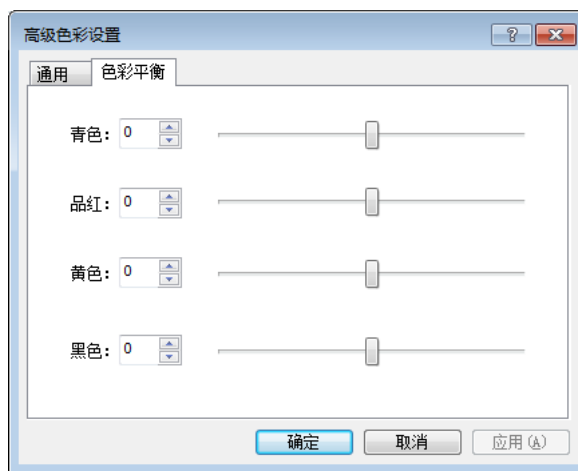 高级色彩设置
通用 色彩平衡
青色: 0
品红: 0
黄色: 0
黑色: 0
确定 取消 应用(A)